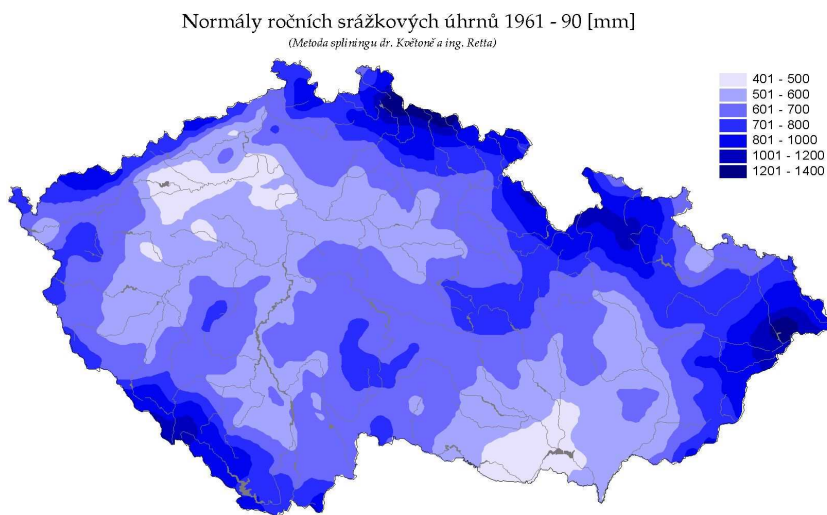 Normály ročních srážkových úhrnů 1961 - 90 [mm]
(Metoda spliningu dr. Květoně a ing. Retta)
401 - 500
501 - 600
601 - 700
701 - 800
801 - 1000
1001 - 1200
1201 - 1400